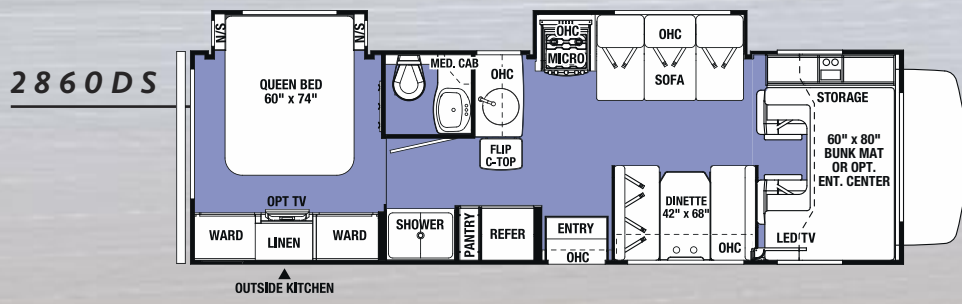 2860DS
N/S
N/S
QUEEN BED
60" x 74"
MED. CAB
OHC
FLIP
C-TOP
OHC
MICRO
OHC
SOFA
STORAGE
60" x 80"
BUNK MAT
OR OPT.
ENT. CENTER
LED TV
DINETTE
42" x 68"
OHC
OPT TV
WARD
LINEN
WARD
SHOWER
PANTRY
REFER
ENTRY
OHC
OUTSIDE KITCHEN